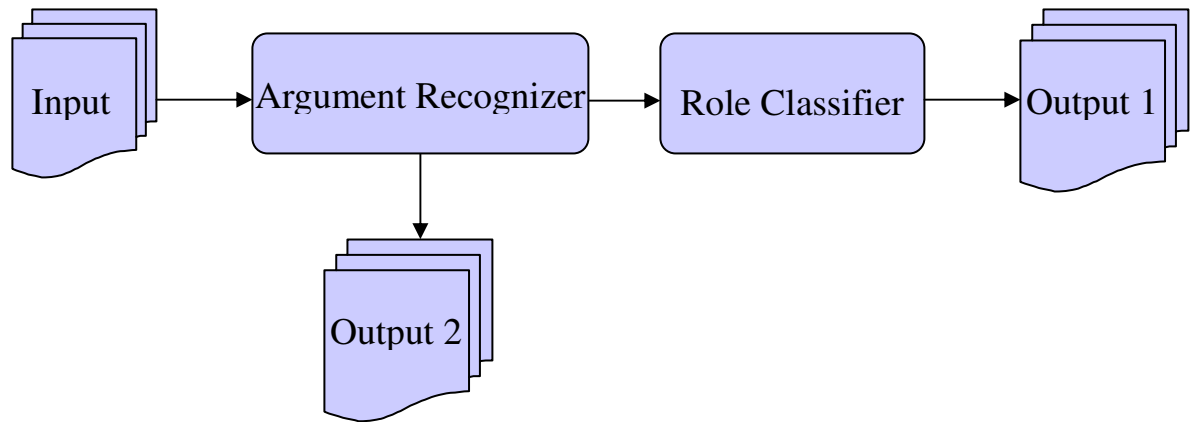 Input
Argument Recognizer
Role Classifier
Output 1
Output 2